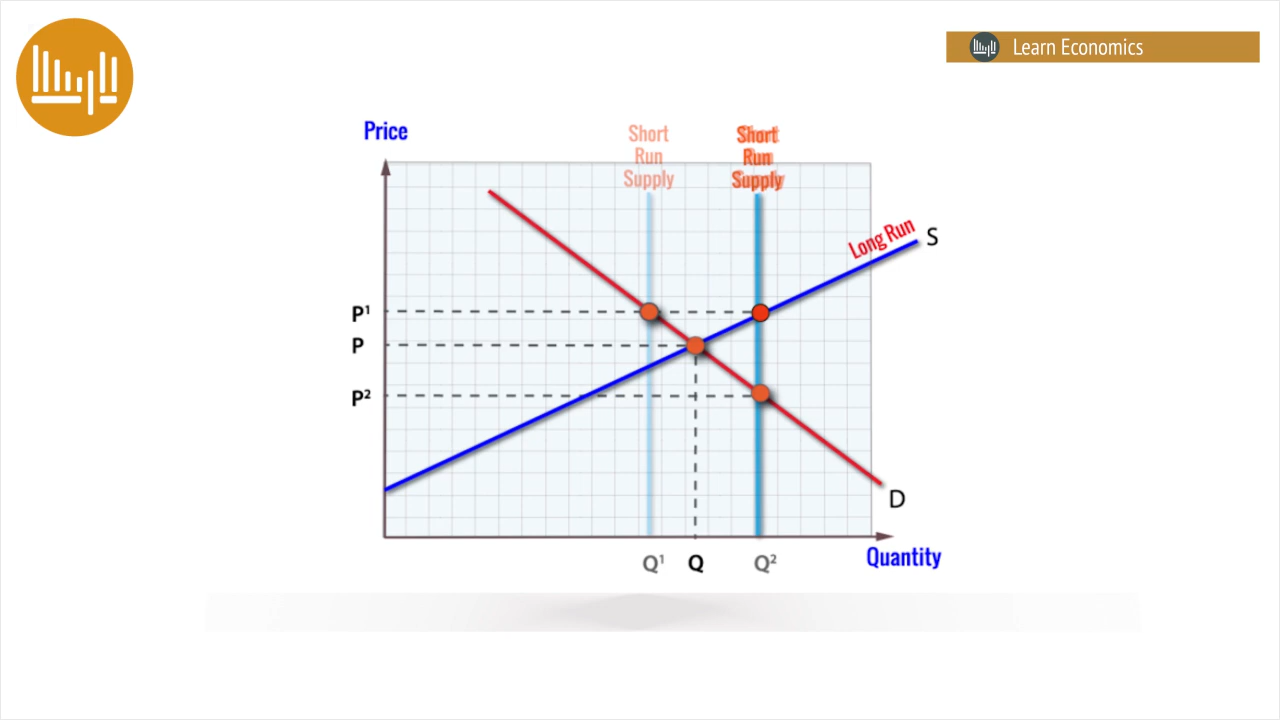 Learn Economics
Price
Short
Run
Supply
Short
Run
Supply
Long Run
S
P¹
P
P²
D
Q¹
Q
Q²
Quantity